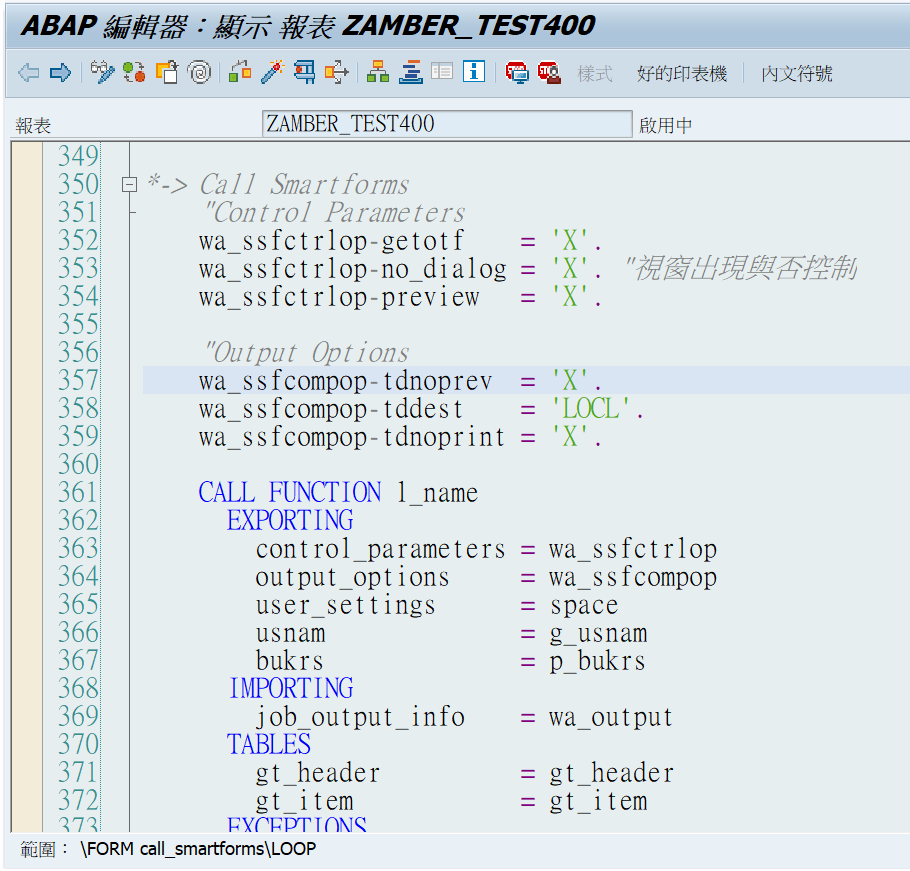 ABAP 編輯器：顯示 報表 ZAMBER_TEST400
樣式 好的印表機 內文符號
報表 ZAMBER_TEST400 啟用中
349
350 *-> Call Smartforms
351 "Control Parameters
352 wa_ssfctrlop-getotf = 'X'.
353 wa_ssfctrlop-no_dialog = 'X'. "視窗出現與否控制
354 wa_ssfctrlop-preview = 'X'.
355
356 "Output Options
357 wa_ssfcompop-tdnoprev = 'X'.
358 wa_ssfcompop-tddest = 'LOCL'.
359 wa_ssfcompop-tdnoprint = 'X'.
360
361 CALL FUNCTION l_name
362 EXPORTING
363 control_parameters = wa_ssfctrlop
364 output_options = wa_ssfcompop
365 user_settings = space
366 usnam = g_usnam
367 bukrs = p_bukrs
368 IMPORTING
369 job_output_info = wa_output
370 TABLES
371 gt_header = gt_header
372 gt_item = gt_item
373 EXCEPTIONS
範圍： \FORM call_smartforms\LOOP